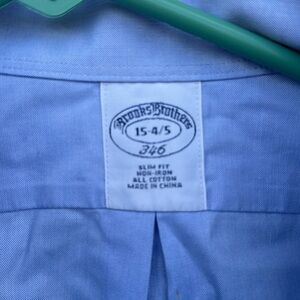 Brooks Brothers
15-4/5
346
SLIM FIT
NON-IRON
ALL COTTON
MADE IN CHINA